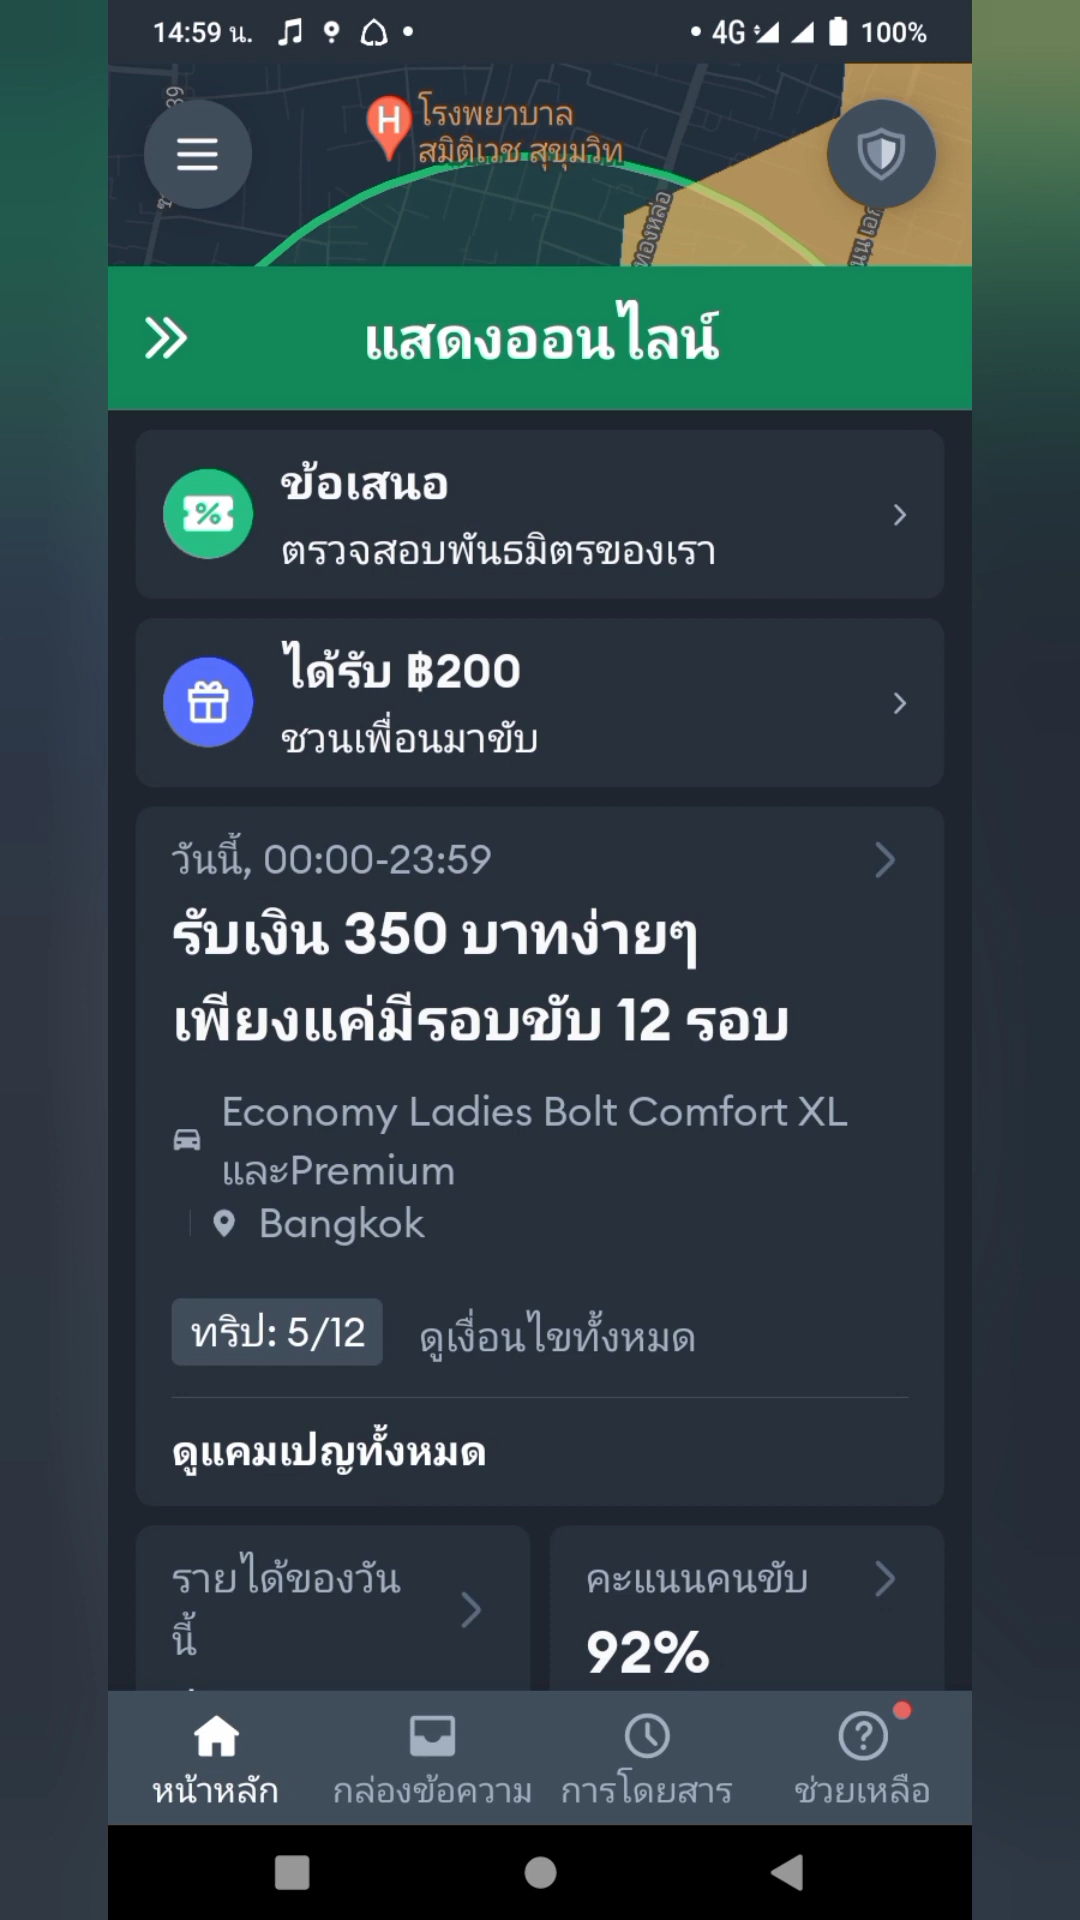 14:59 น.
4G
100%
H
โรงพยาบาล
สมิติเวช สุขุมวิท
ทองหล่อ
แสดงออนไลน์
ข้อเสนอ
ตรวจสอบพันธมิตรของเรา
ได้รับ ฿200
ชวนเพื่อนมาขับ
วันนี้, 00:00-23:59
รับเงิน 350 บาทง่ายๆ
เพียงแค่มีรอบขับ 12 รอบ
Economy Ladies Bolt Comfort XL
และPremium
Bangkok
ทริป: 5/12
ดูเงื่อนไขทั้งหมด
ดูแคมเปญทั้งหมด
รายได้ของวัน
นี้
คะแนนคนขับ
92%
หน้าหลัก
กล่องข้อความ
การโดยสาร
ช่วยเหลือ